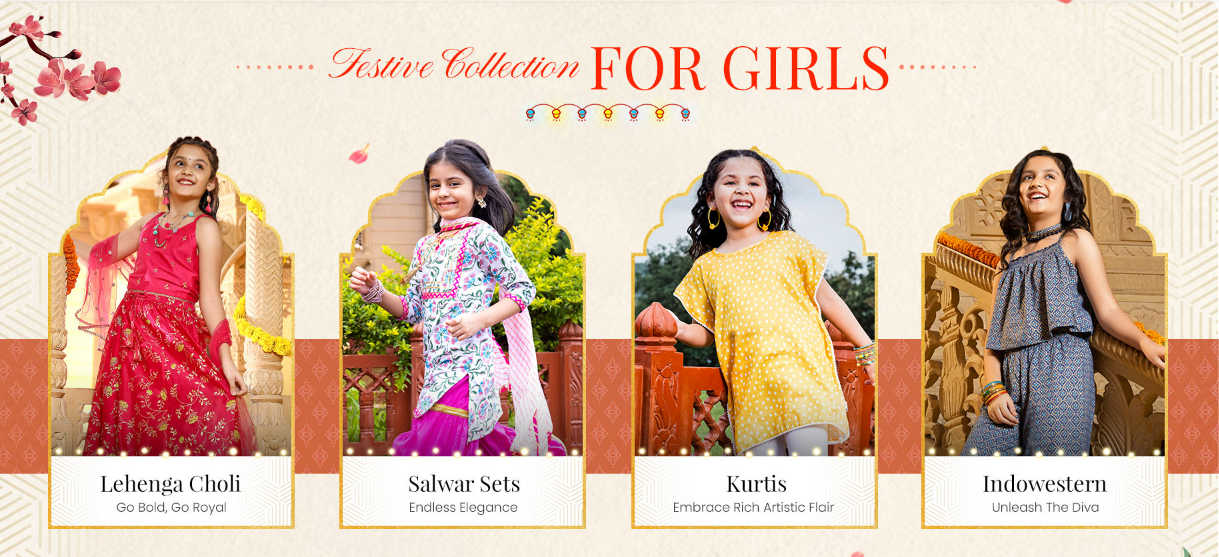 Festive Collection FOR GIRLS
Lehenga Choli
Go Bold, Go Royal
Salwar Sets
Endless Elegance
Kurtis
Embrace Rich Artistic Flair
Indowestern
Unleash The Diva